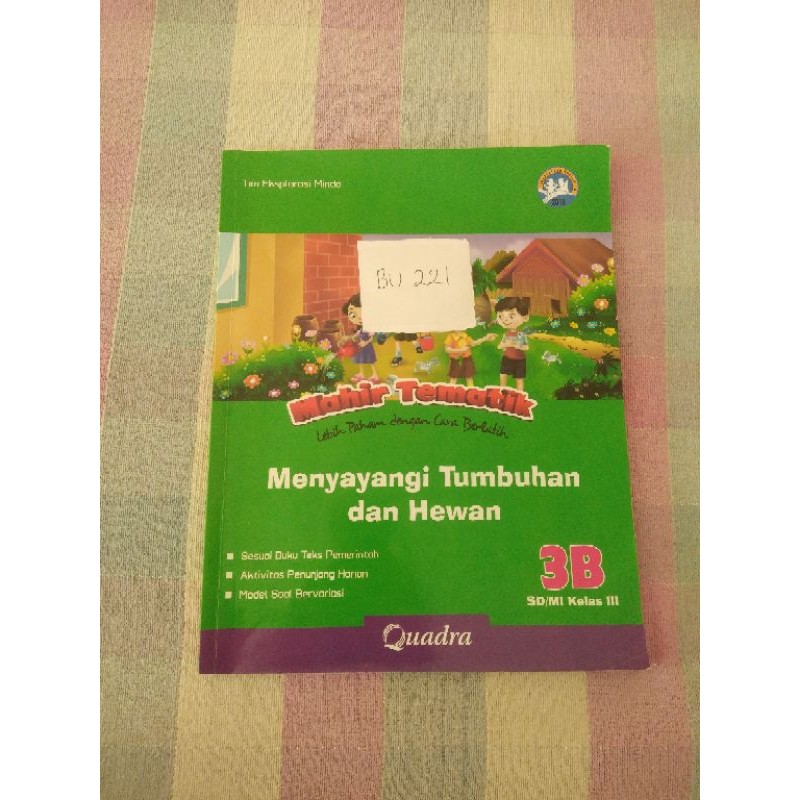 Tim Eksplorasi Minda
BU 221
Mahir Tematik
Lebih Paham dengan Cara Berlatih
Menyayangi Tumbuhan
dan Hewan
Sesuai Buku Teks Pemerintah
Aktivitas Penunjang Harian
Model Soal Bervariasi
3B
SD/MI Kelas III
Quadra